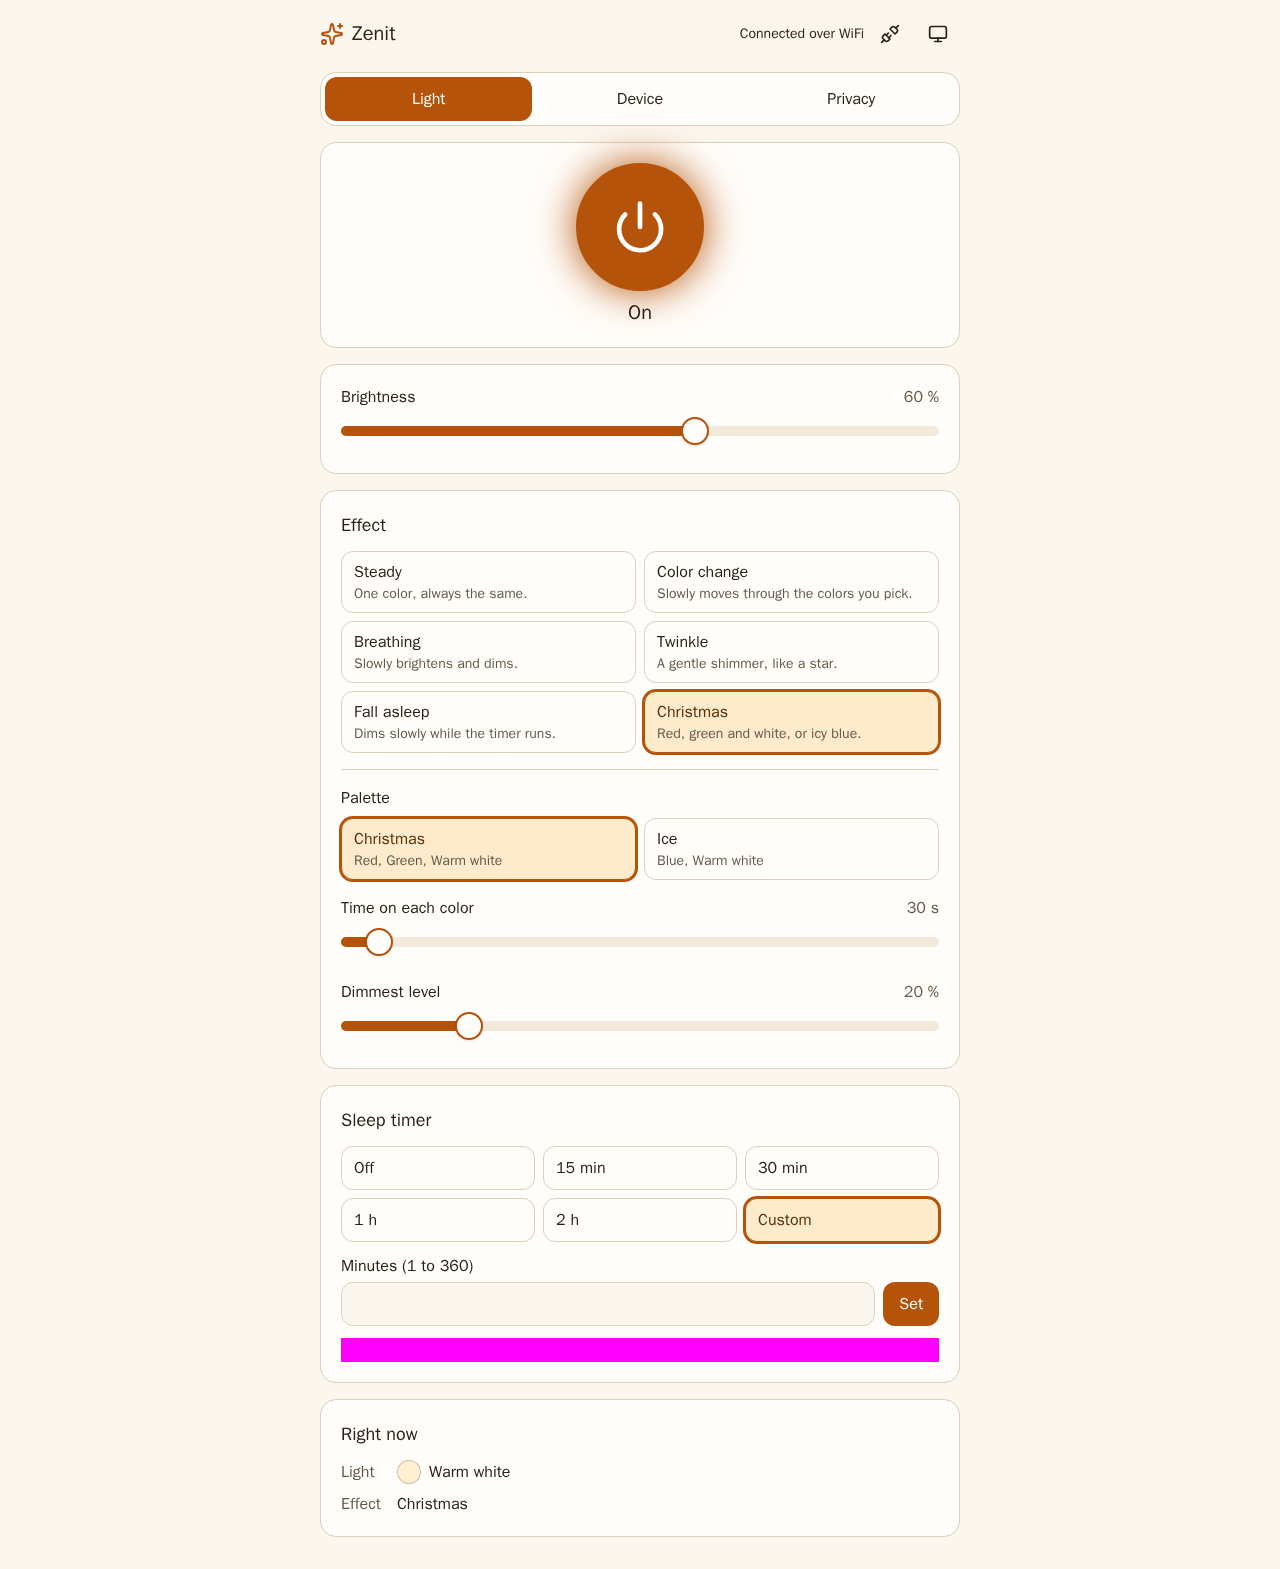 Zenit
Connected over WiFi
Light
Device
Privacy
On
Brightness
60 %
Effect
Steady
One color, always the same.
Color change
Slowly moves through the colors you pick.
Breathing
Slowly brightens and dims.
Twinkle
A gentle shimmer, like a star.
Fall asleep
Dims slowly while the timer runs.
Christmas
Red, green and white, or icy blue.
Palette
Christmas
Red, Green, Warm white
Ice
Blue, Warm white
Time on each color
30 s
Dimmest level
20 %
Sleep timer
Off
15 min
30 min
1 h
2 h
Custom
Minutes (1 to 360)
Set
Right now
Light
Warm white
Effect
Christmas